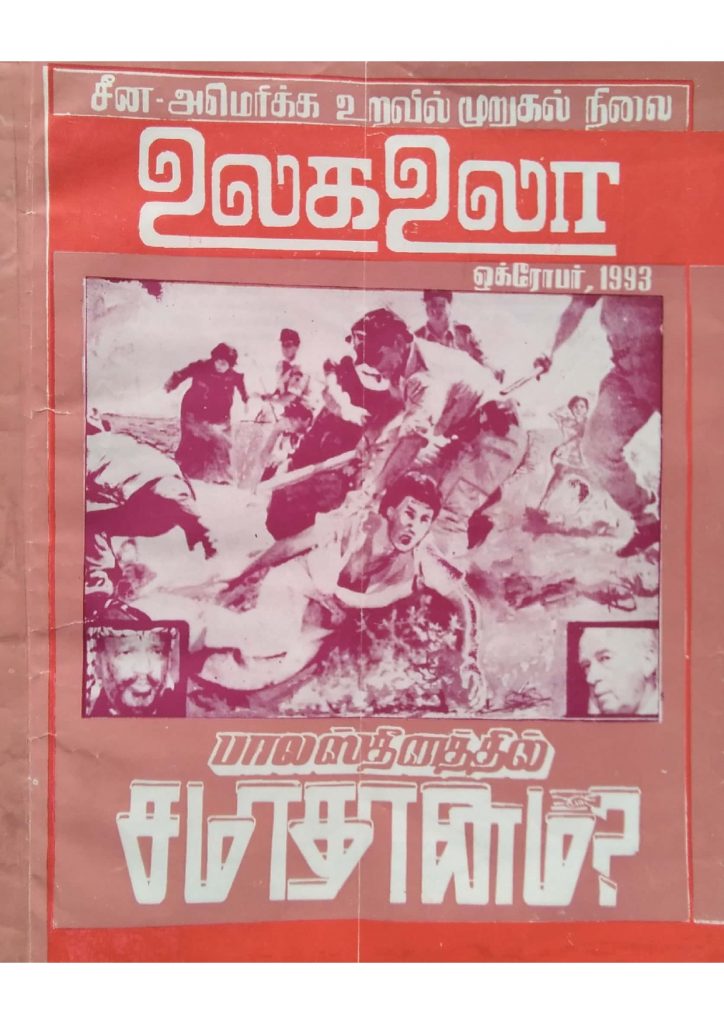 சீன-அமெரிக்க உறவில் முறுகல் நிலை
உலகஉலா
ஒக்ரோபர், 1993
பாலஸ்தீனத்தில்
சமாதானம்?